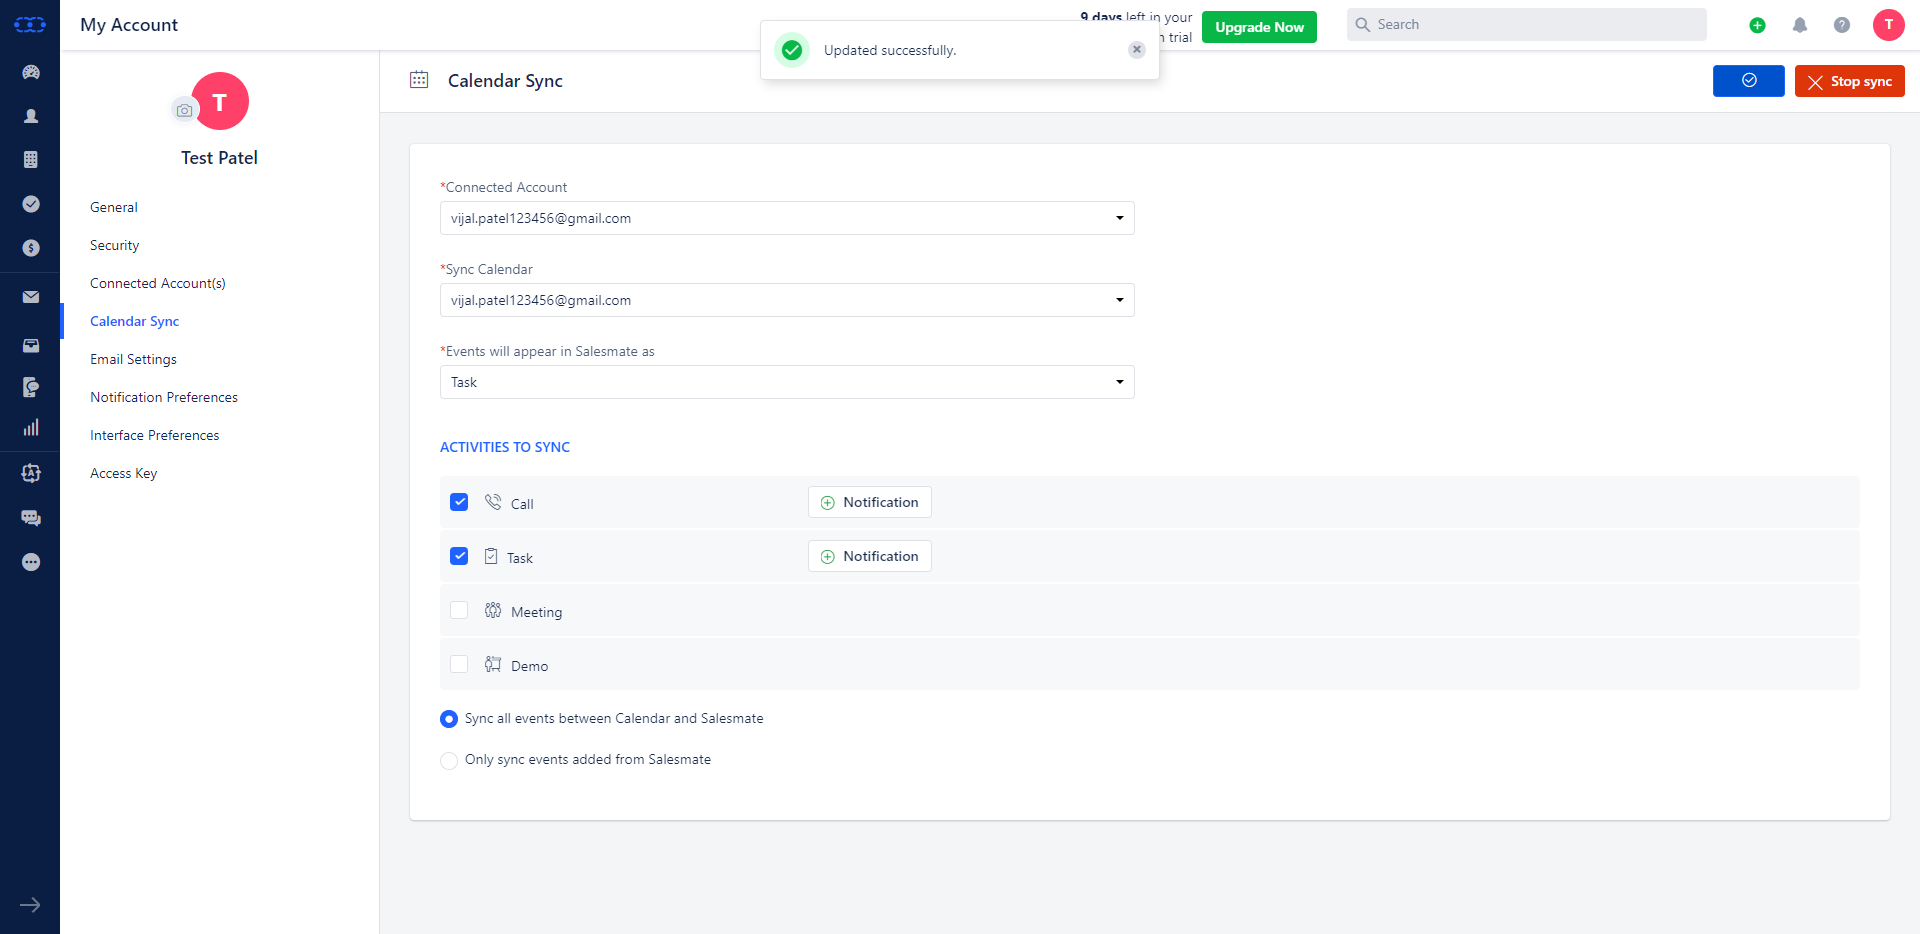 My Account
9 days left in your
trial
Upgrade Now
Search
T
Updated successfully.
T
Test Patel
General
Security
Connected Account(s)
Calendar Sync
Email Settings
Notification Preferences
Interface Preferences
Access Key
Calendar Sync
Stop sync
*Connected Account
vijal.patel123456@gmail.com
*Sync Calendar
vijal.patel123456@gmail.com
*Events will appear in Salesmate as
Task
ACTIVITIES TO SYNC
Call
Notification
Task
Notification
Meeting
Demo
Sync all events between Calendar and Salesmate
Only sync events added from Salesmate